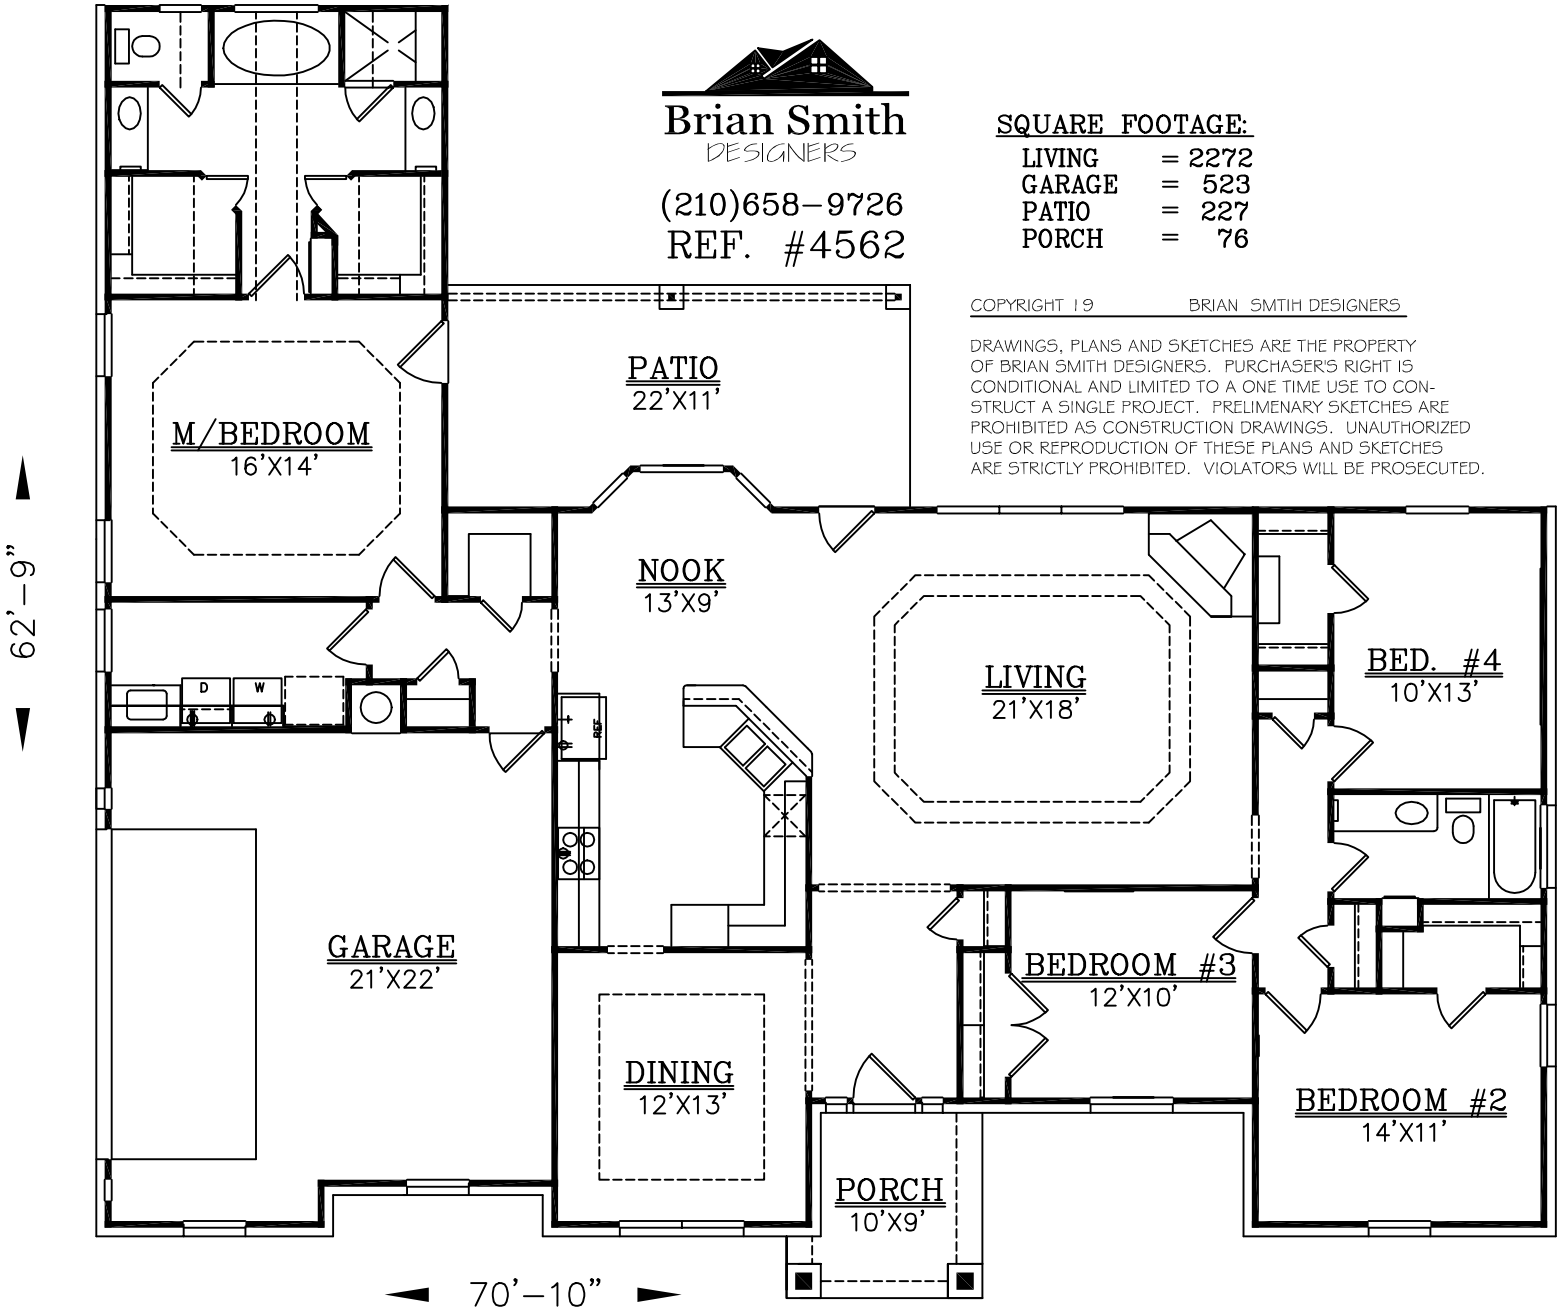 Brian Smith
DESIGNERS
(210)658-9726
REF. #4562
SQUARE FOOTAGE:
LIVING = 2272
GARAGE = 523
PATIO = 227
PORCH = 76
COPYRIGHT 19 BRIAN SMTIH DESIGNERS
DRAWINGS, PLANS AND SKETCHES ARE THE PROPERTY
OF BRIAN SMITH DESIGNERS. PURCHASER'S RIGHT IS
CONDITIONAL AND LIMITED TO A ONE TIME USE TO CON-
STRUCT A SINGLE PROJECT. PRELIMENARY SKETCHES ARE
PROHIBITED AS CONSTRUCTION DRAWINGS. UNAUTHORIZED
USE OR REPRODUCTION OF THESE PLANS AND SKETCHES
ARE STRICTLY PROHIBITED. VIOLATORS WILL BE PROSECUTED.
PATIO
22'X11'
M/BEDROOM
16'X14'
NOOK
13'X9'
LIVING
21'X18'
BED. #4
10'X13'
D
W
REF
62'-9"
GARAGE
21'X22'
BEDROOM #3
12'X10'
DINING
12'X13'
BEDROOM #2
14'X11'
PORCH
10'X9'
70'-10"